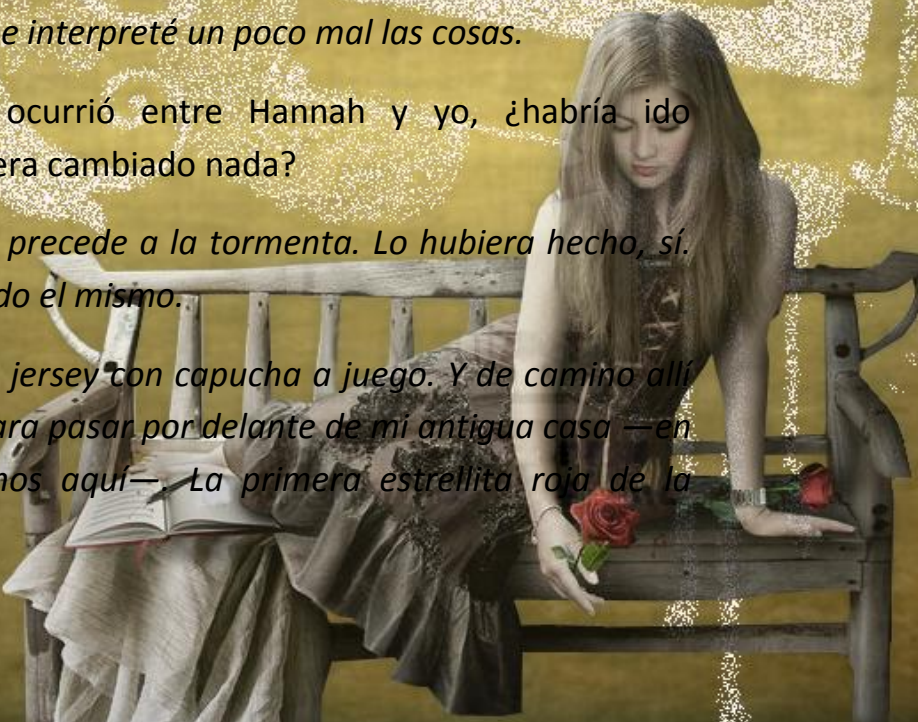 e interpreté un poco mal las cosas.
ocurrió entre Hannah y yo, ¿habría ido
era cambiado nada?
precede a la tormenta. Lo hubiera hecho, sí.
do el mismo.
jersey con capucha a juego. Y de camino allí
ara pasar por delante de mi antigua casa —en
nos aquí—. La primera estrellita roja de la